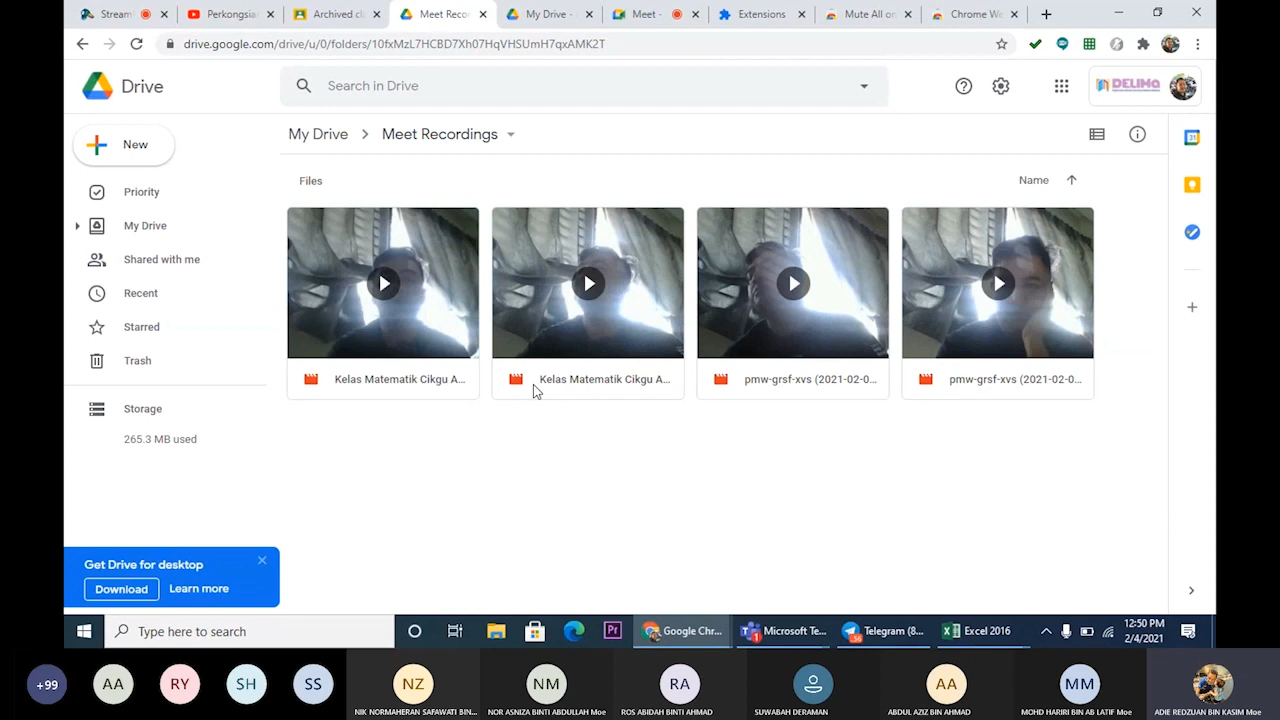 Stream
Perkongsian
Archived cla
Meet Recor
My Drive -
Meet -
Extensions
Mute All on
Chrome We
drive.google.com/drive/u/0/folders/10fxMzL7HCBD7Xh07HqVHSUmH7qxAMK2T
Drive
Search in Drive
DELIMa
New
My Drive > Meet Recordings
31
Priority
Files
Name
My Drive
Shared with me
Recent
Starred
Trash
Kelas Matematik Cikgu A...
Kelas Matematik Cikgu A...
pmw-grsf-xvs (2021-02-0...
pmw-grsf-xvs (2021-02-0...
Storage
265.3 MB used
Get Drive for desktop
Download
Learn more
Type here to search
Pr
Google Chr...
Microsoft Te...
Telegram (8...
Excel 2016
12:50 PM
2/4/2021
+99
AA
RY
SH
SS
NZ
NM
RA
AA
MM
NIK NORMAHERAN SAFAWATI BIN...
NOR ANIZA BINTI ABDULLAH Moe
ROS ABIDAH BINTI AHMAD
SUWABAH DERAMAN
ABDUL AZIZ BIN AHMAD
MOHD HARIRI BIN AB LATIF Moe
ADIE REDZUAN BIN KASIM Moe